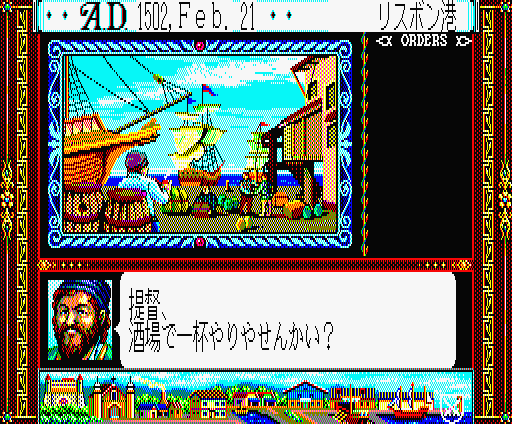 ·· A.D. 1502, Feb. 21 ··
リスボン港
ORDERS
提督、
酒場で一杯やりやせんかい?